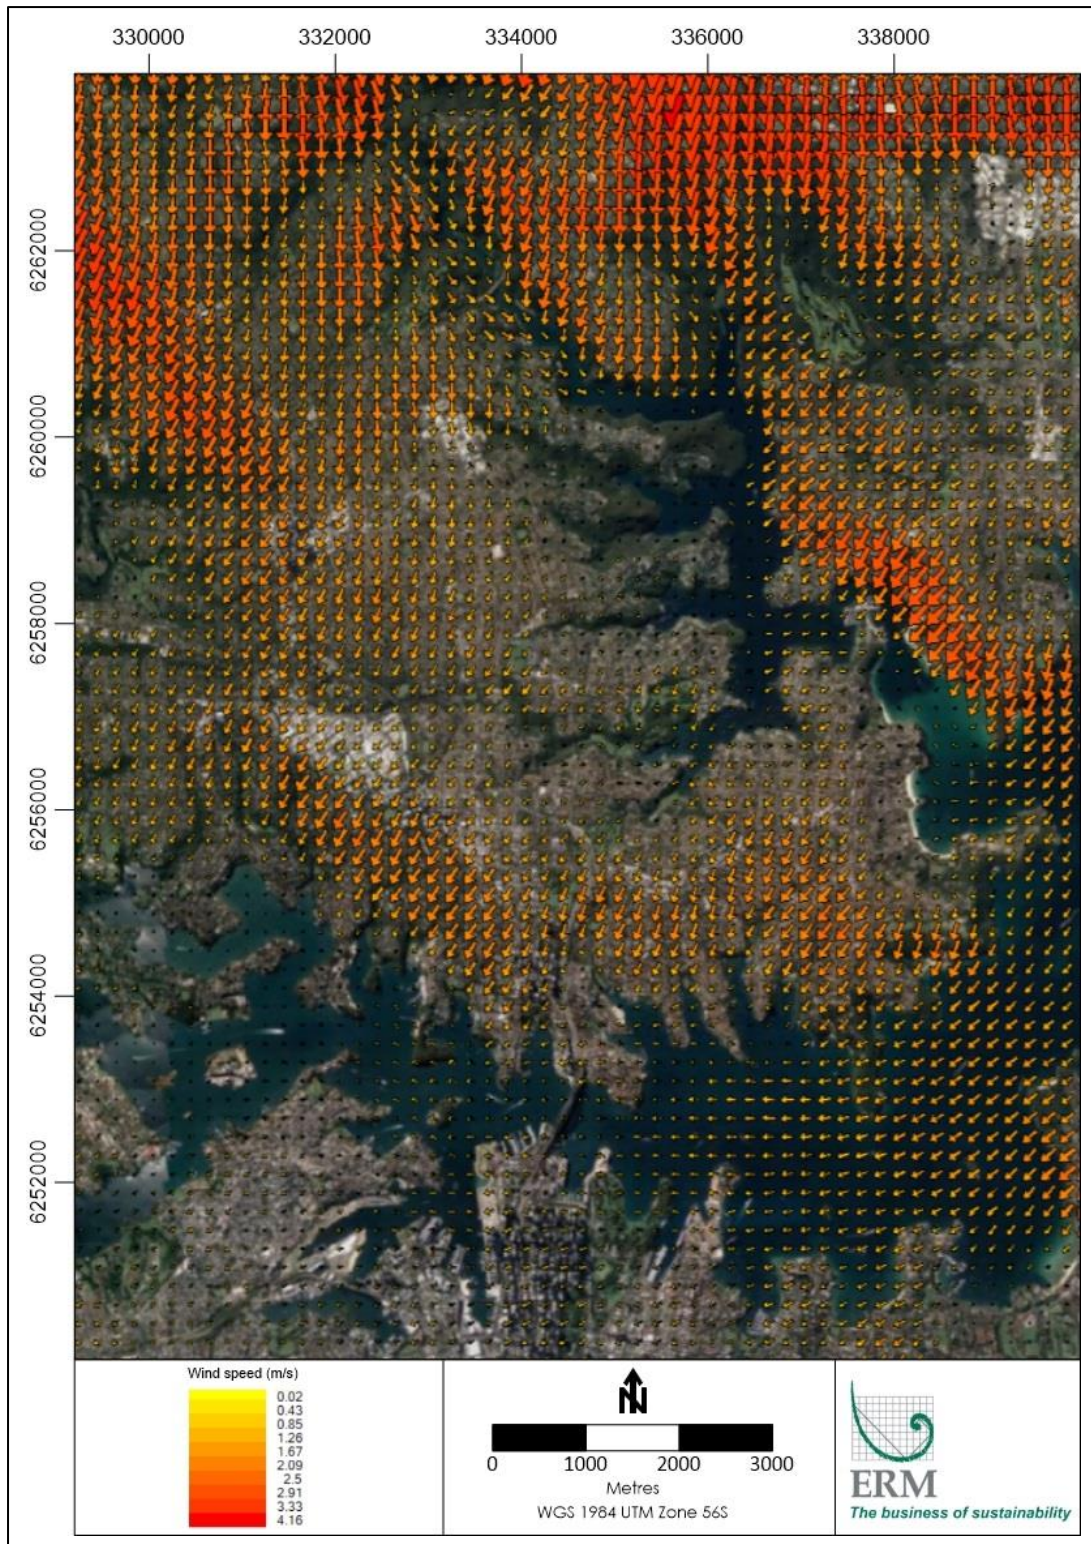 330000 332000 334000 336000 338000
6262000
6260000
6258000
6256000
6254000
6252000
Wind speed (m/s)
0.02
0.43
0.85
1.26
1.67
2.09
2.5
2.91
3.33
4.16
N
0 1000 2000 3000
Metres
WGS 1984 UTM Zone 56S
ERM
The business of sustainability